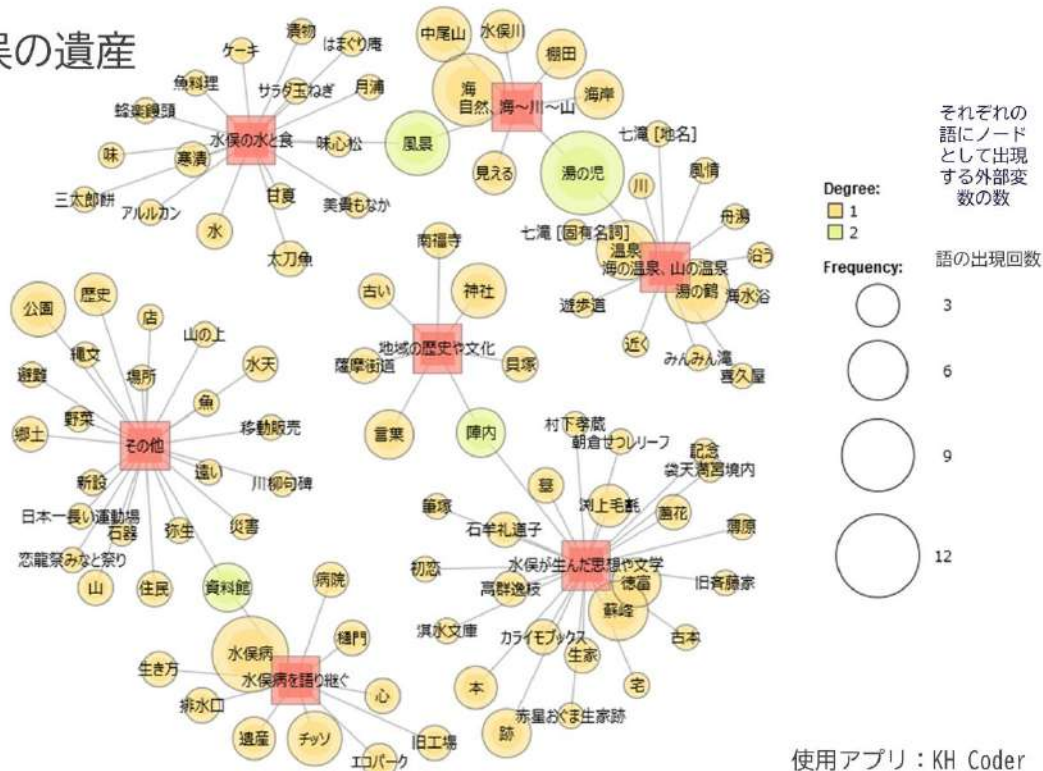 の遺産
中尾山
水俣川
棚田
海
自然、海～川～山
海岸
見える
風景
湯の児
漬物
はまぐり庵
ケーキ
魚料理
サラダ玉ねぎ
月浦
蜂楽饅頭
水俣の水と食
味心松
味
寒漬
三太郎餅
アルルカン
甘夏
美貴もなか
水
太刀魚
七滝 [地名]
川
風情
七滝 [固有名詞]
舟湯
温泉
沿う
海の温泉、山の温泉
湯の鶴
海水浴
遊歩道
近く
みんみん滝
喜久屋
南福寺
古い
神社
地域の歴史や文化
薩摩街道
貝塚
言葉
陣内
公園
歴史
店
山の上
縄文
水天
避難
場所
魚
野菜
移動販売
郷土
その他
遠い
川柳句碑
新設
日本一長い運動場
石器
弥生
災害
恋龍祭みなと祭り
山
住民
資料館
村下孝蔵
朝倉せつレリーフ
記念
袋天満宮境内
墓
渕上毛氈
筆塚
石牟礼道子
蘭花
薄原
水俣が生んだ思想や文学
初恋
徳富
高群逸枝
旧斉藤家
蘇峰
淇水文庫
カライモブックス
古本
生家
本
宅
跡
赤星おぐま生家跡
病院
水俣病
樋門
生き方
水俣病を語り継ぐ
心
排水口
遺産
チッソ
旧工場
エコパーク
それぞれの
語にノード
として出現
する外部変
数の数
Degree:
1
2
Frequency:
語の出現回数
3
6
9
12
使用アプリ：KH Coder